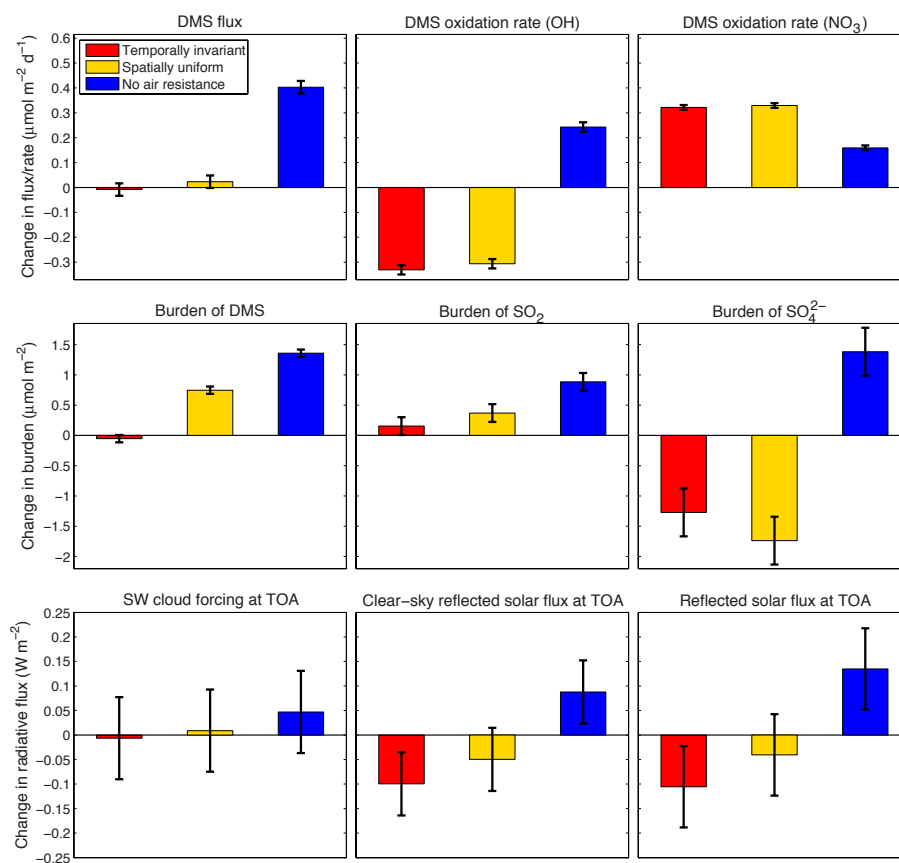 DMS flux
DMS oxidation rate (OH)
DMS oxidation rate (NO₃)
Change in flux/rate (μmol m⁻² d⁻¹)
0.6
0.5
0.4
0.3
0.2
0.1
0
−0.1
−0.2
−0.3
Temporally invariant
Spatially uniform
No air resistance
Burden of DMS
Burden of SO₂
Burden of SO₄²⁻
Change in burden (μmol m⁻²)
1.5
1
0.5
0
−0.5
−1
−1.5
−2
SW cloud forcing at TOA
Clear−sky reflected solar flux at TOA
Reflected solar flux at TOA
Change in radiative flux (W m⁻²)
0.25
0.2
0.15
0.1
0.05
0
−0.05
−0.1
−0.15
−0.2
−0.25